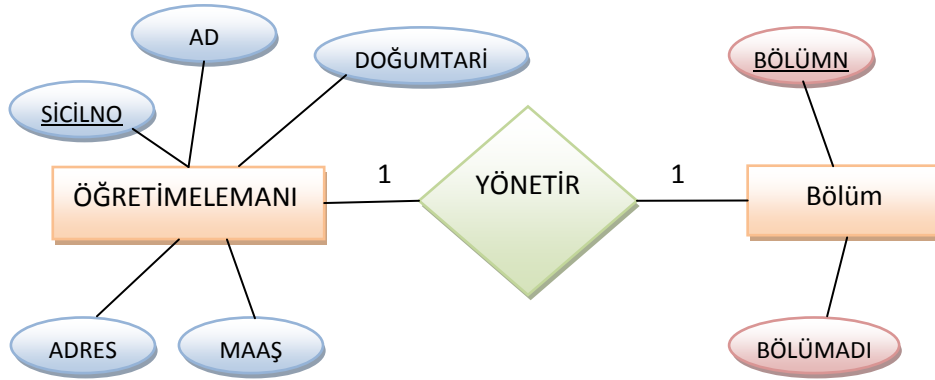 AD
DOĞUMTARİ
BÖLÜMN
SİCİLNO
1
1
ÖĞRETİMELEMANI
YÖNETİR
Bölüm
ADRES
MAAŞ
BÖLÜMADI